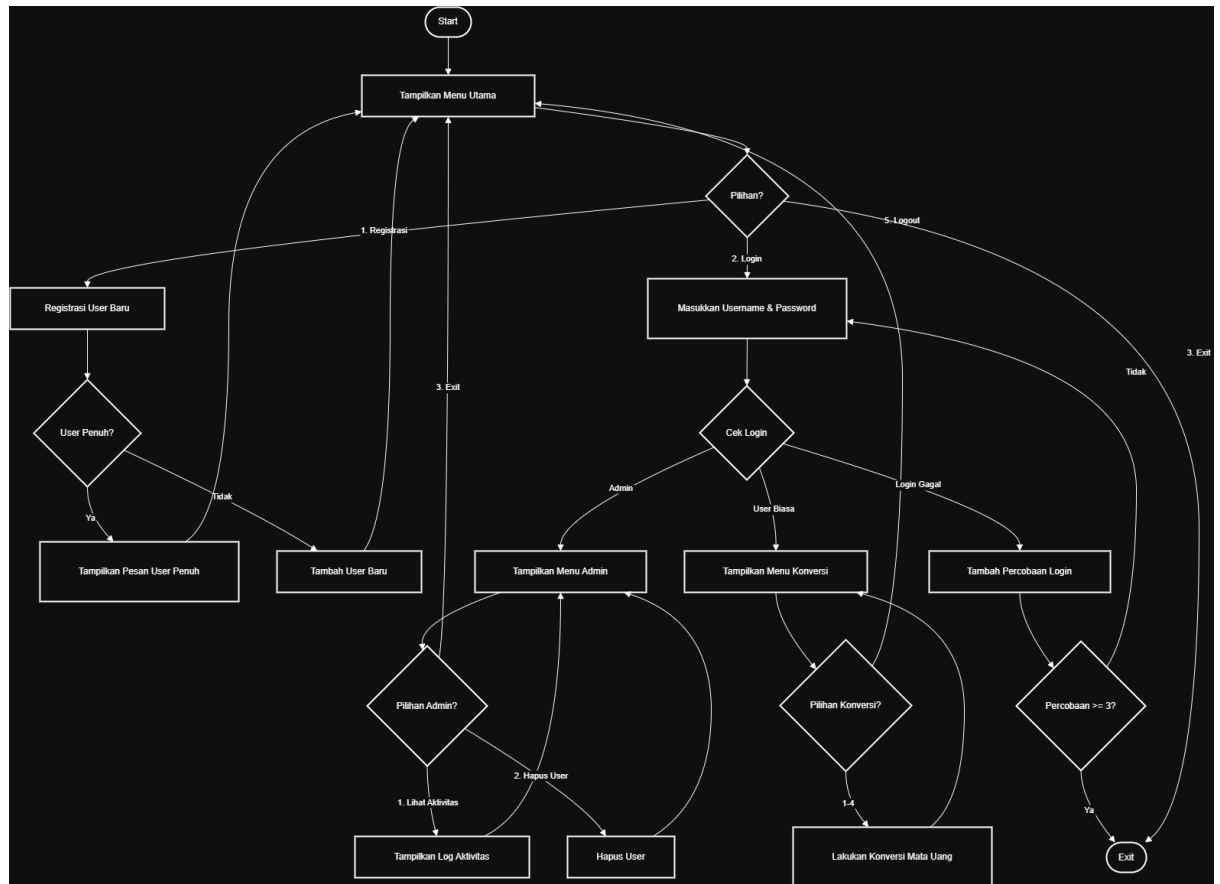 Start
Tampilkan Menu Utama
Pilihan?
5. Logout
1. Registrasi
2. Login
Registrasi User Baru
Masukkan Username & Password
3. Exit
Tidak
3. Exit
User Penuh?
Cek Login
Admin
Login Gagal
Tidak
User Biasa
Ya
Tampilkan Pesan User Penuh
Tambah User Baru
Tampilkan Menu Admin
Tampilkan Menu Konversi
Tambah Percobaan Login
Pilihan Admin?
Pilihan Konversi?
Percobaan >= 3?
2. Hapus User
1. Lihat Aktivitas
1-4
Ya
Tampilkan Log Aktivitas
Hapus User
Lakukan Konversi Mata Uang
Exit